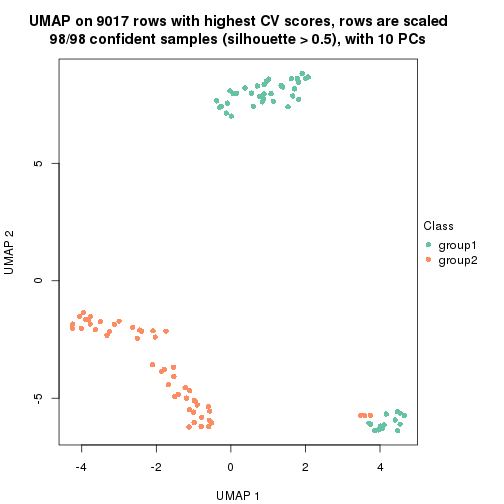 UMAP on 9017 rows with highest CV scores, rows are scaled
98/98 confident samples (silhouette > 0.5), with 10 PCs
5
0
-5
UMAP 2
-4
-2
0
2
4
UMAP 1
Class
group1
group2